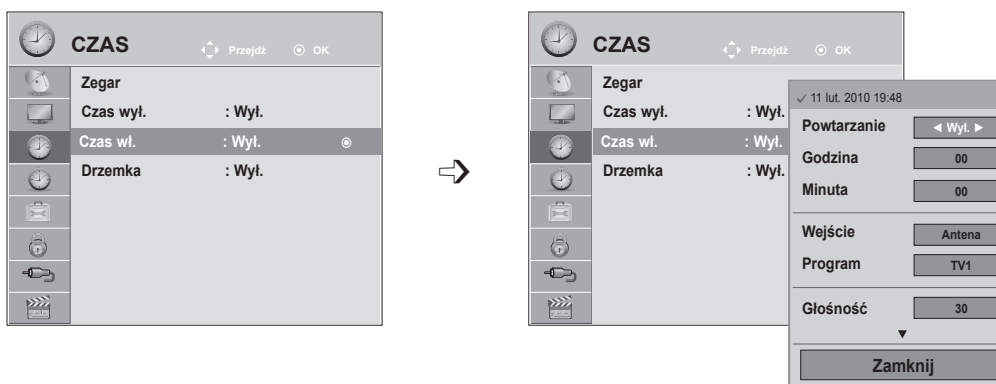 CZAS
Przejdź
OK
Zegar
Czas wył. : Wył.
Czas wł. : Wył.
Drzemka : Wył.
CZAS
Przejdź
OK
Zegar
Czas wył. : Wył.
Czas wł. : Wył.
Drzemka : Wył.
✓ 11 lut. 2010 19:48
Powtarzanie ◀ Wył. ▶
Godzina 00
Minuta 00
Wejście Antena
Program TV1
Głośność 30
▼
Zamknij